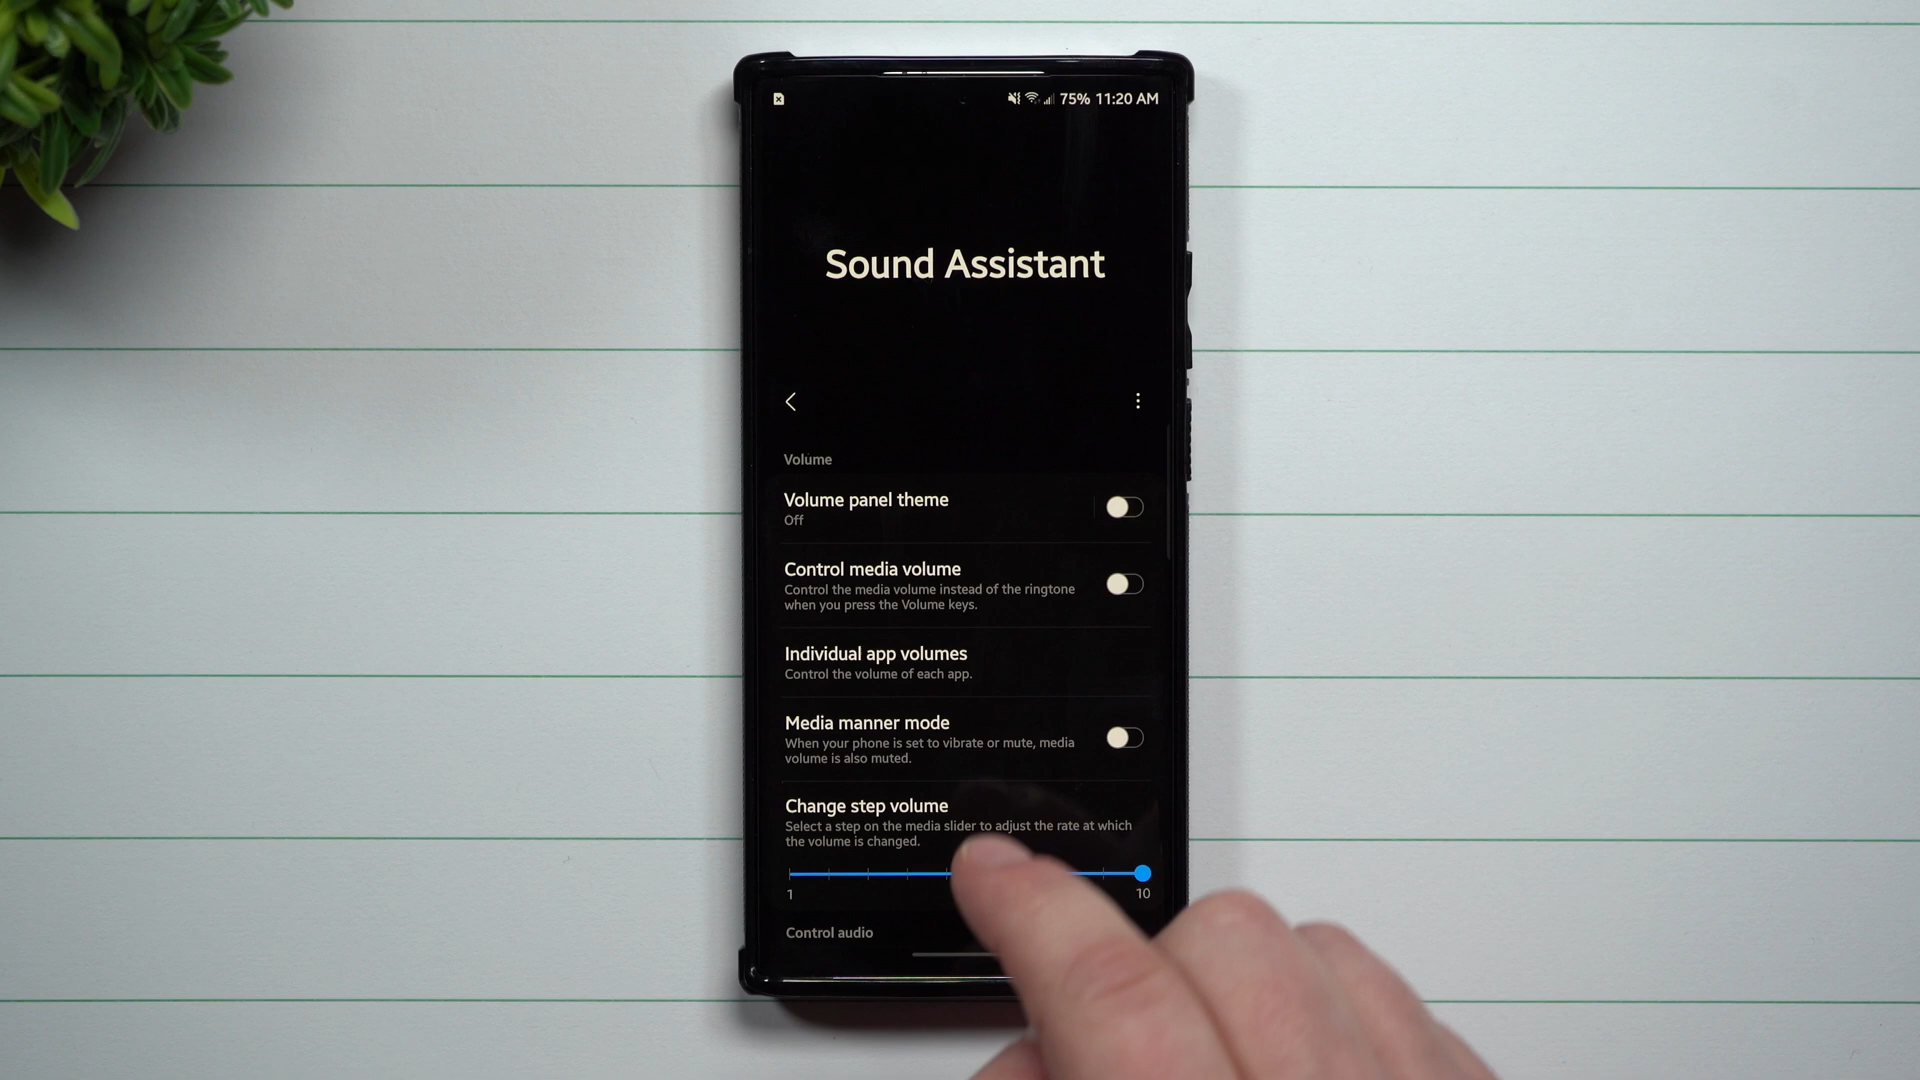 75% 11:20 AM
Sound Assistant
Volume
Volume panel theme
Off
Control media volume
Control the media volume instead of the ringtone
when you press the Volume keys.
Individual app volumes
Control the volume of each app.
Media manner mode
When your phone is set to vibrate or mute, media
volume is also muted.
Change step volume
Select a step on the media slider to adjust the rate at which
the volume is changed.
1 10
Control audio